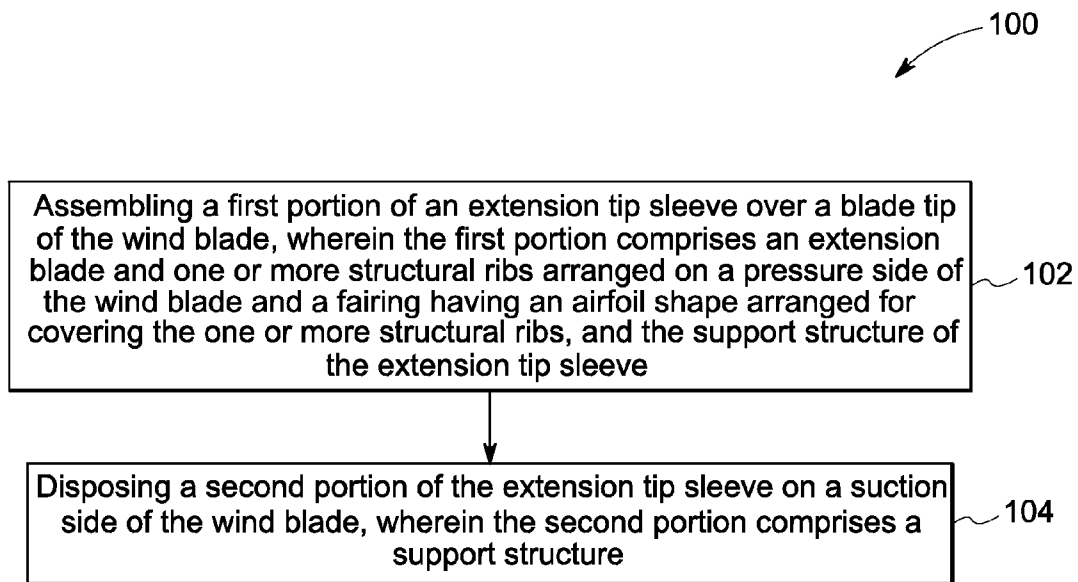 100
Assembling a first portion of an extension tip sleeve over a blade tip
of the wind blade, wherein the first portion comprises an extension
blade and one or more structural ribs arranged on a pressure side of
the wind blade and a fairing having an airfoil shape arranged for
covering the one or more structural ribs, and the support structure of
the extension tip sleeve
102
Disposing a second portion of the extension tip sleeve on a suction
side of the wind blade, wherein the second portion comprises a
support structure
104